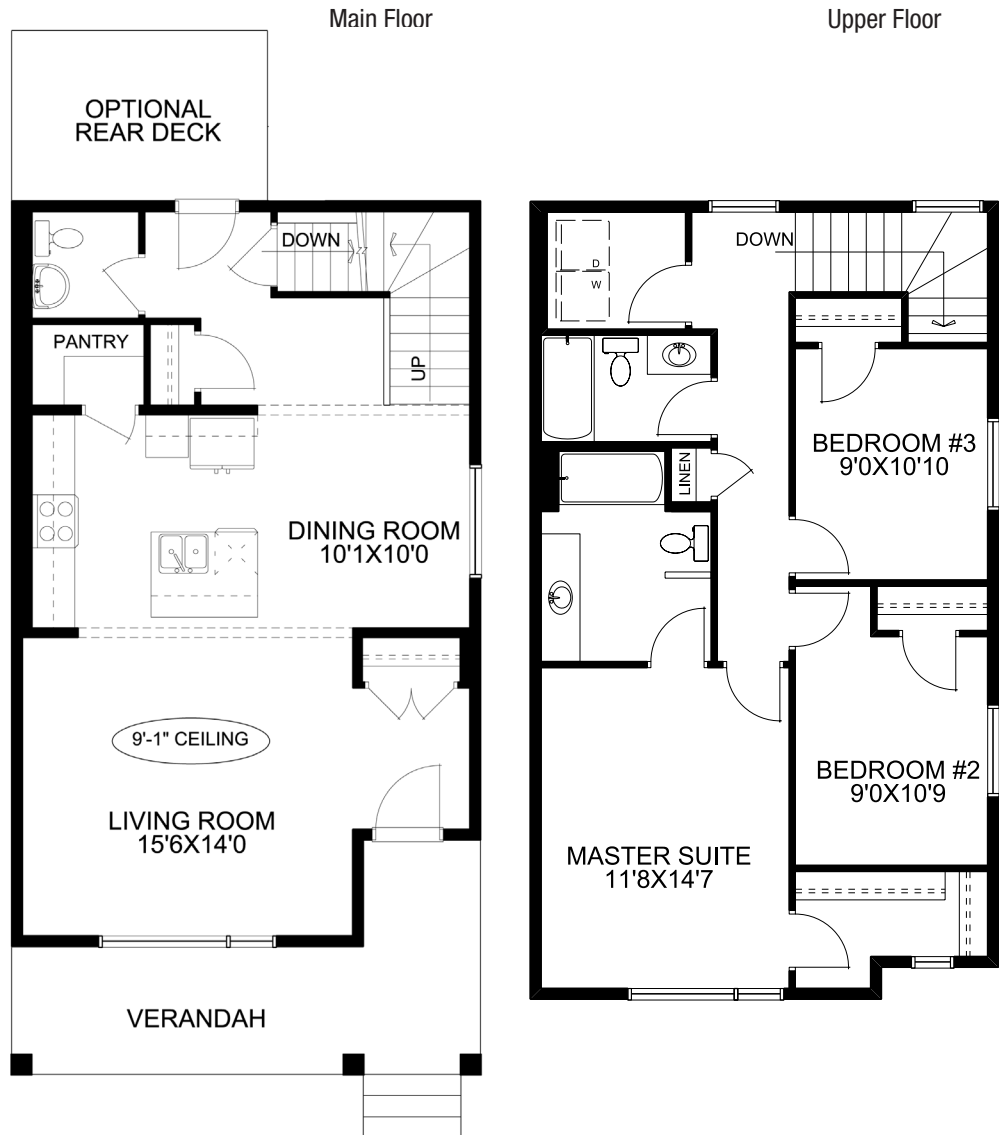 Main Floor
OPTIONAL
REAR DECK
DOWN
PANTRY
UP
DINING ROOM
10'1X10'0
9'-1" CEILING
LIVING ROOM
15'6X14'0
VERANDAH
Upper Floor
D
W
DOWN
BEDROOM #3
9'0X10'10
LINEN
BEDROOM #2
9'0X10'9
MASTER SUITE
11'8X14'7